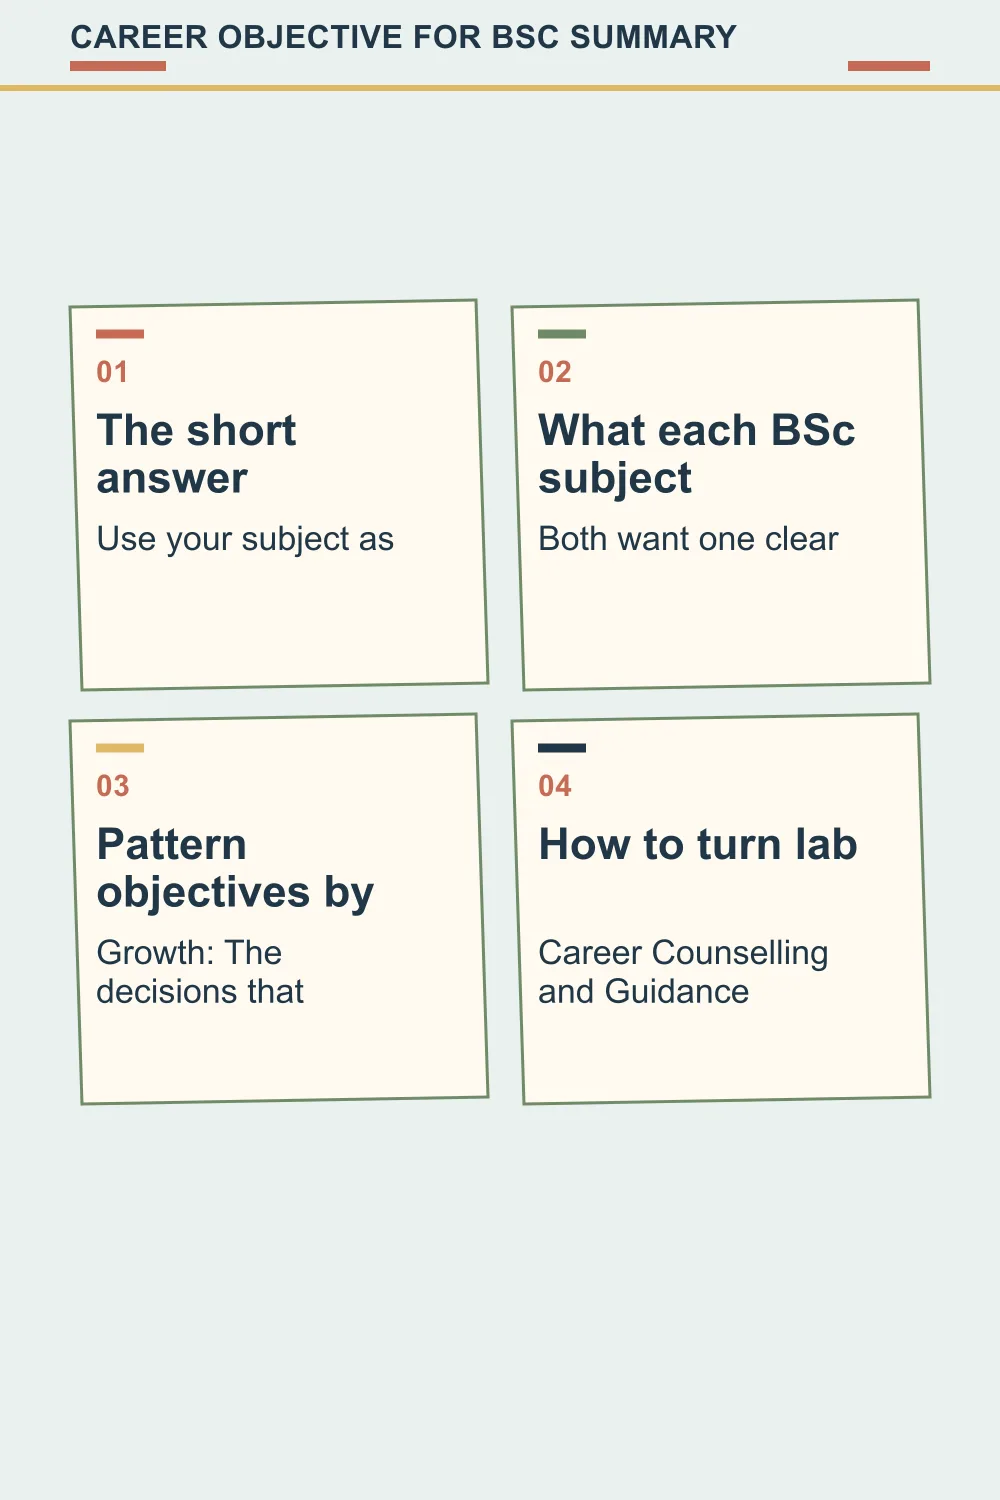 CAREER OBJECTIVE FOR BSC SUMMARY
01
The short
answer
Use your subject as
02
What each BSc
subject
Both want one clear
03
Pattern
objectives by
Growth: The
decisions that
04
How to turn lab
Career Counselling
and Guidance